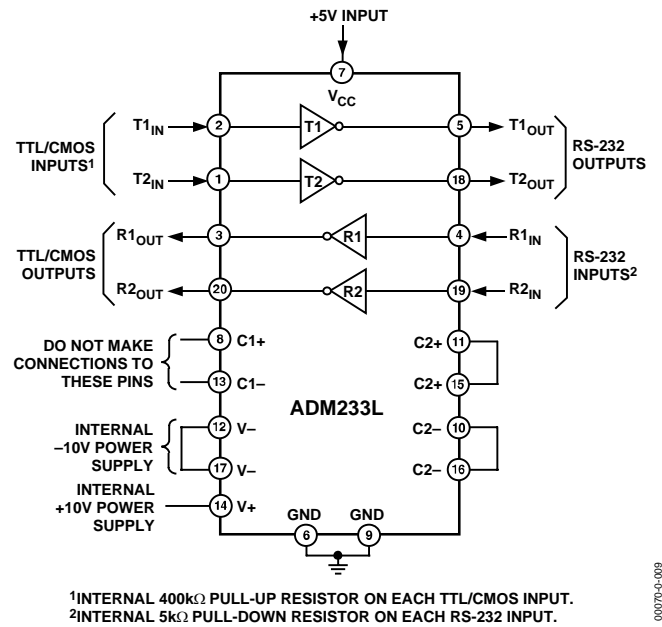 +5V INPUT
7
VCC
TTL/CMOS
INPUTS1
T1IN
2
T1
5
T1OUT
T2IN
1
T2
18
T2OUT
RS-232
OUTPUTS
TTL/CMOS
OUTPUTS
R1OUT
3
R1
4
R1IN
R2OUT
20
R2
19
R2IN
RS-232
INPUTS2
DO NOT MAKE
CONNECTIONS TO
THESE PINS
8 C1+
13 C1–
C2+ 11
C2+ 15
ADM233L
INTERNAL
–10V POWER
SUPPLY
12 V–
17 V–
C2– 10
C2– 16
INTERNAL
+10V POWER
SUPPLY
14 V+
GND GND
6 9
1INTERNAL 400kΩ PULL-UP RESISTOR ON EACH TTL/CMOS INPUT.
2INTERNAL 5kΩ PULL-DOWN RESISTOR ON EACH RS-232 INPUT.
00070-0-009